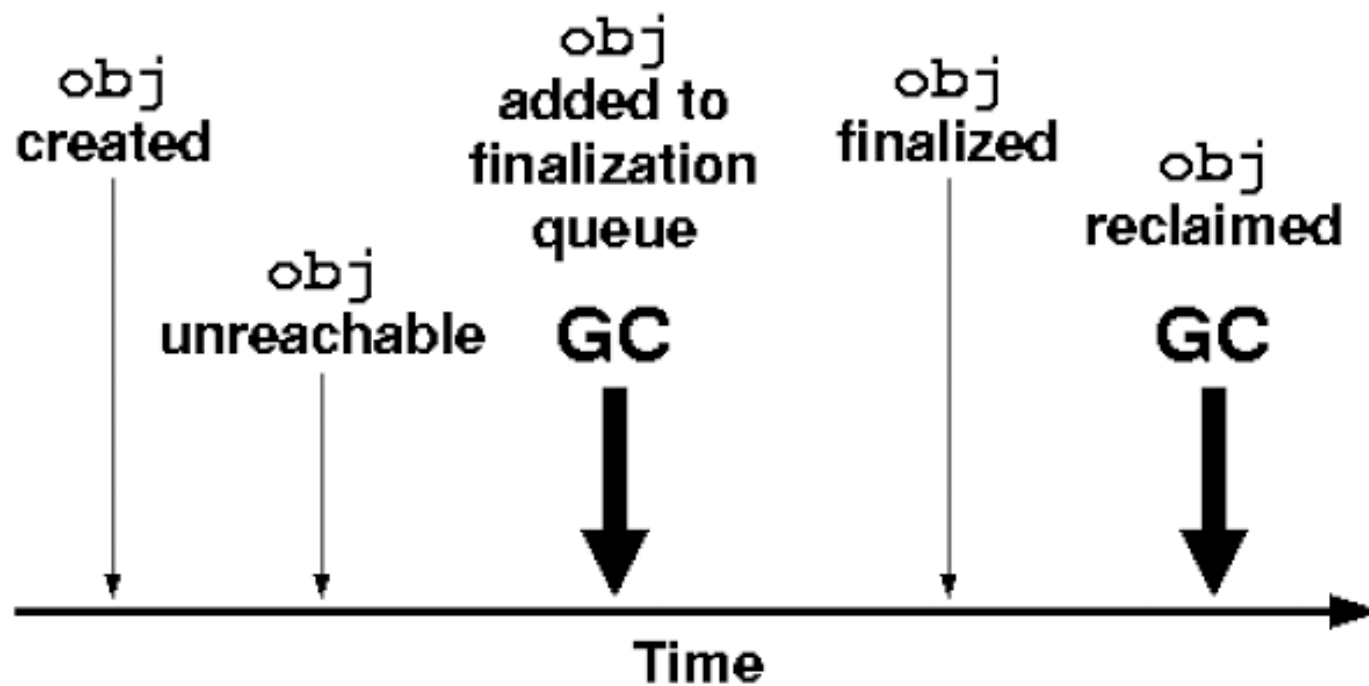 obj
created
obj
unreachable
obj
added to
finalization
queue
GC
obj
finalized
obj
reclaimed
GC
Time